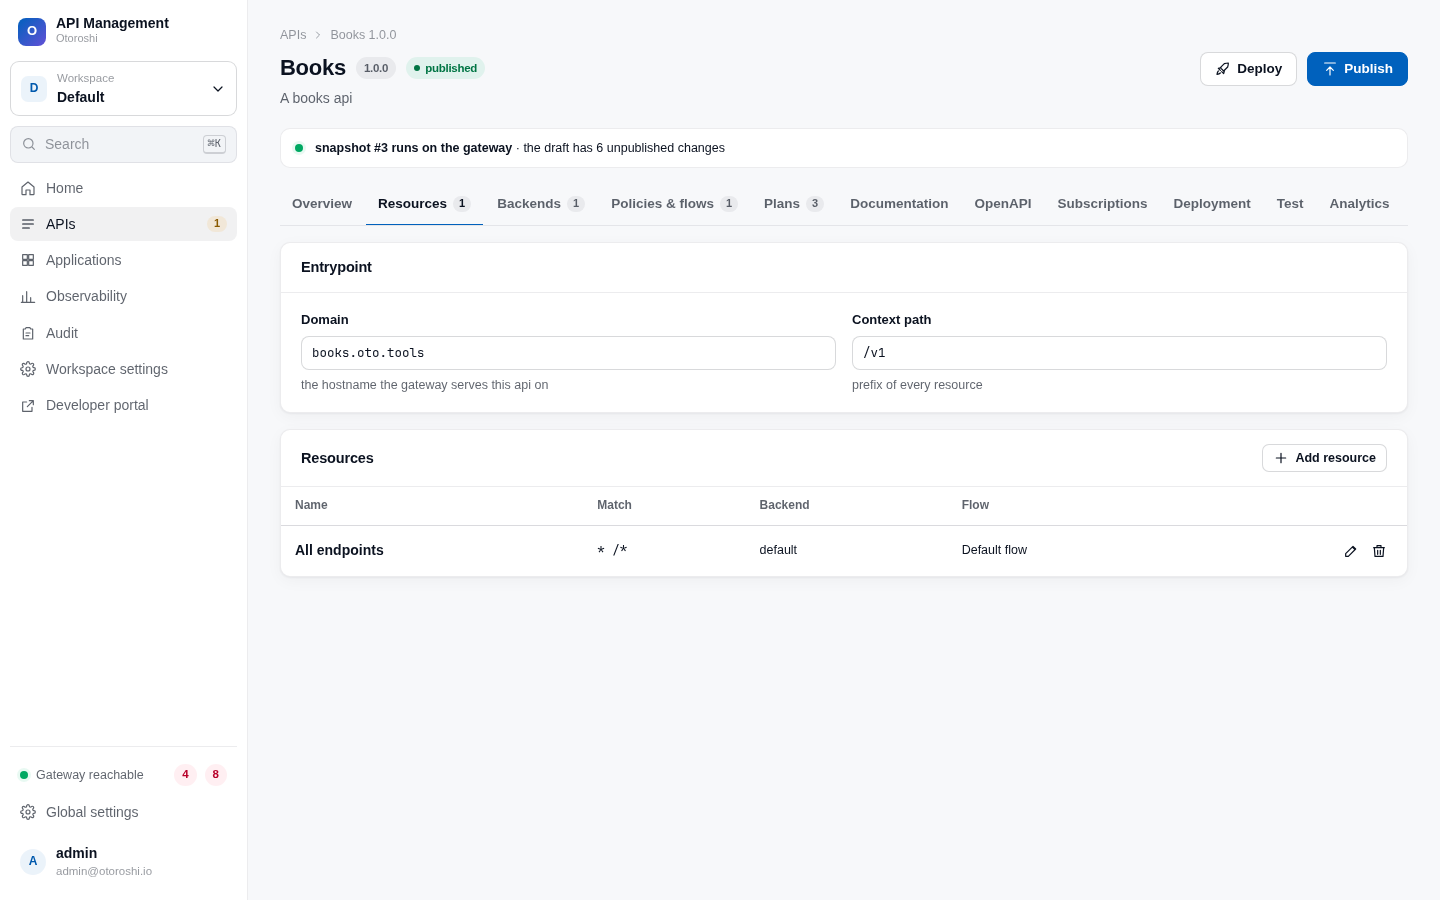 O
API Management
Otoroshi
D
Workspace
Default
Search
⌘K
Home
APIs
1
Applications
Observability
Audit
Workspace settings
Developer portal
Gateway reachable
4
8
Global settings
A
admin
admin@otoroshi.io
APIs
Books 1.0.0
Books
1.0.0
published
A books api
Deploy
Publish
snapshot #3 runs on the gateway · the draft has 6 unpublished changes
Overview
Resources 1
Backends 1
Policies & flows 1
Plans 3
Documentation
OpenAPI
Subscriptions
Deployment
Test
Analytics
Entrypoint
Domain
books.oto.tools
the hostname the gateway serves this api on
Context path
/v1
prefix of every resource
Resources
Add resource
Name Match Backend Flow
All endpoints * /* default Default flow